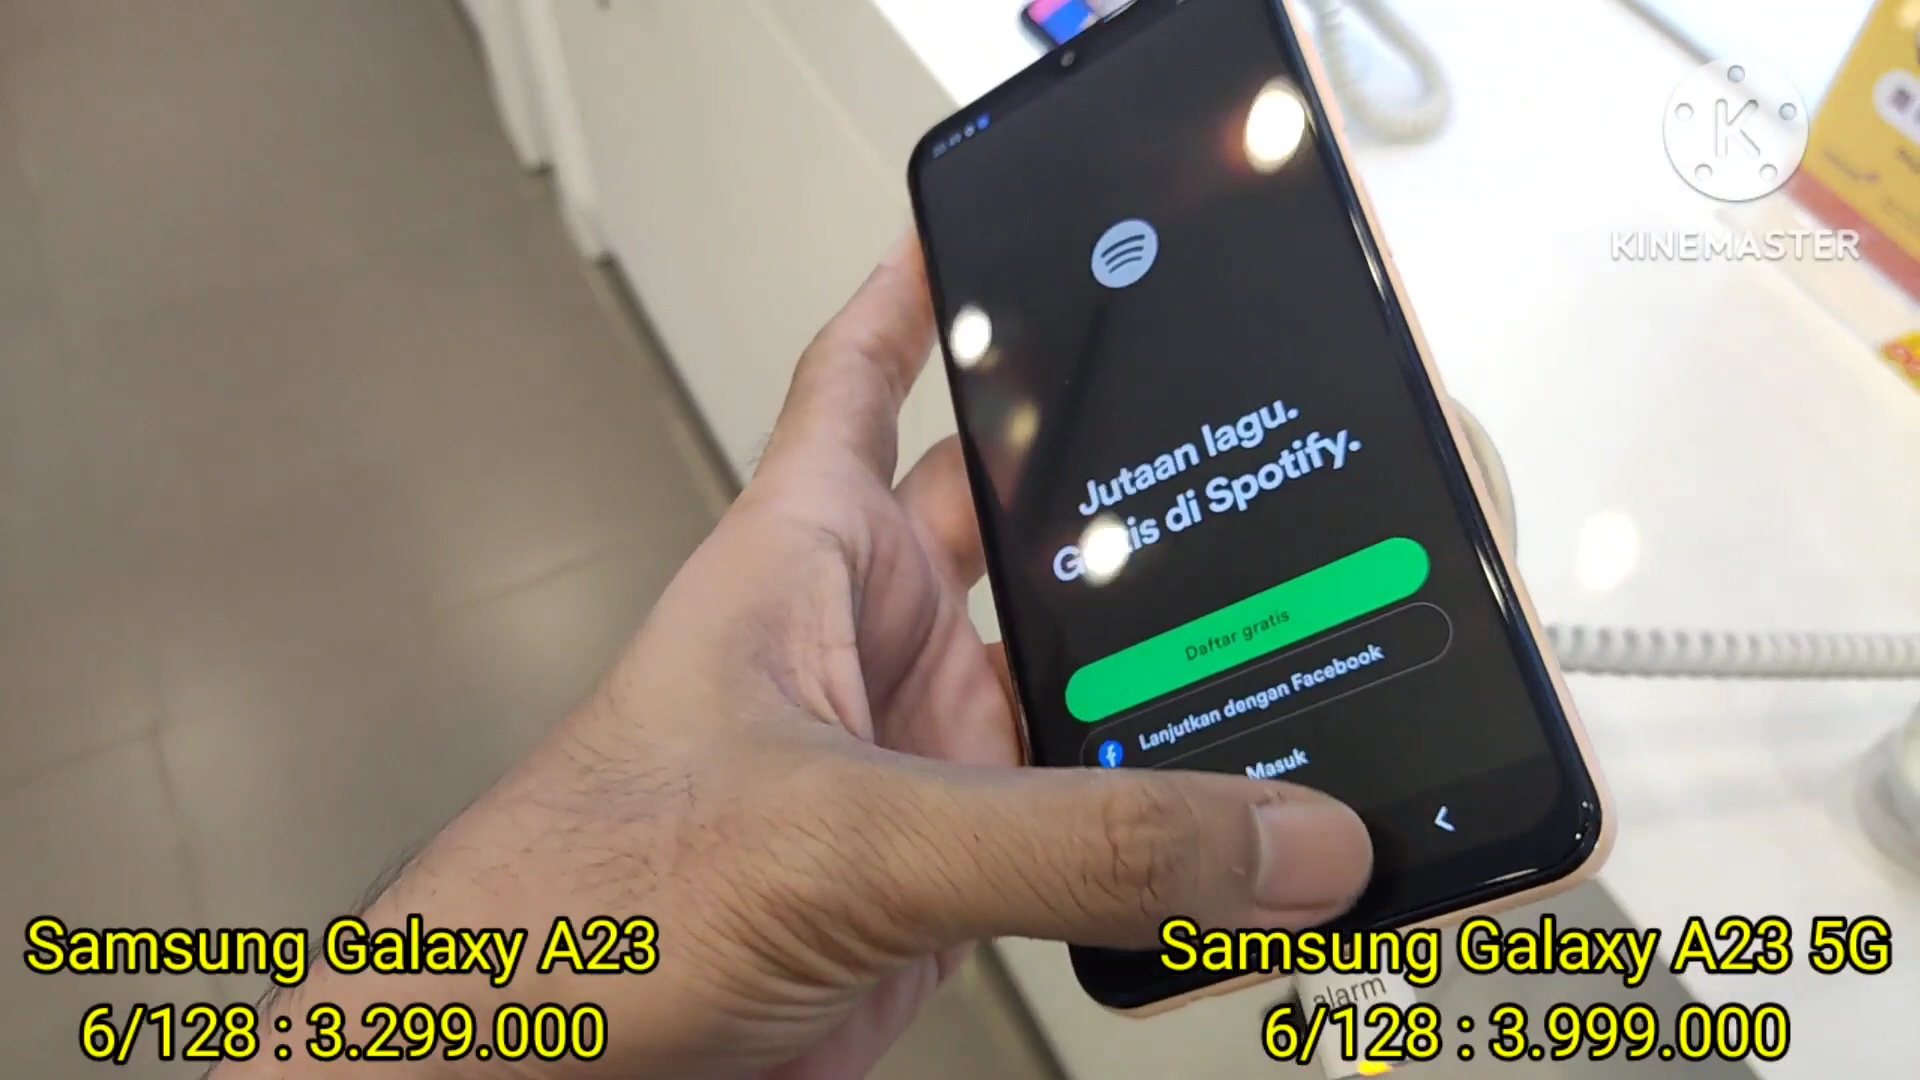 K
KINEMASTER
Jutaan lagu.
di Spotify.
Daftar gratis
Lanjutkan dengan Facebook
Masuk
alarm
Samsung Galaxy A23
6/128 : 3.299.000
Samsung Galaxy A23 5G
6/128 : 3.999.000